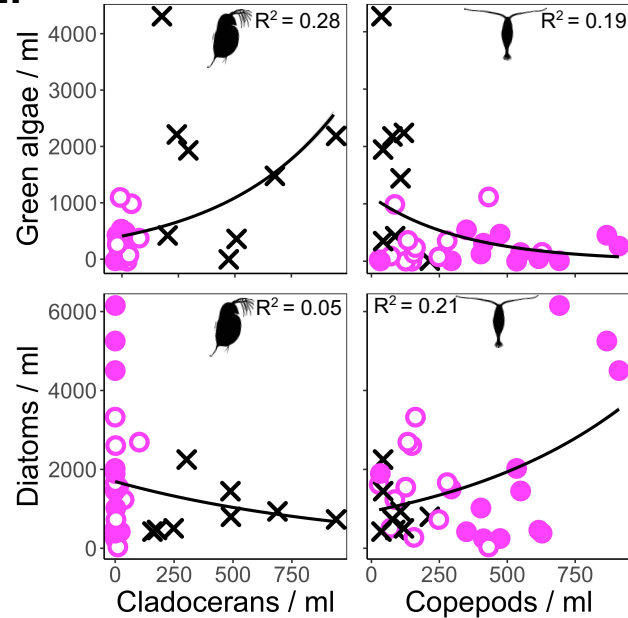 R² = 0.28
R² = 0.19
Green algae / ml
4000
3000
2000
1000
0
R² = 0.05
R² = 0.21
Diatoms / ml
6000
4000
2000
0
0 250 500 750
0 250 500 750
Cladocerans / ml
Copepods / ml